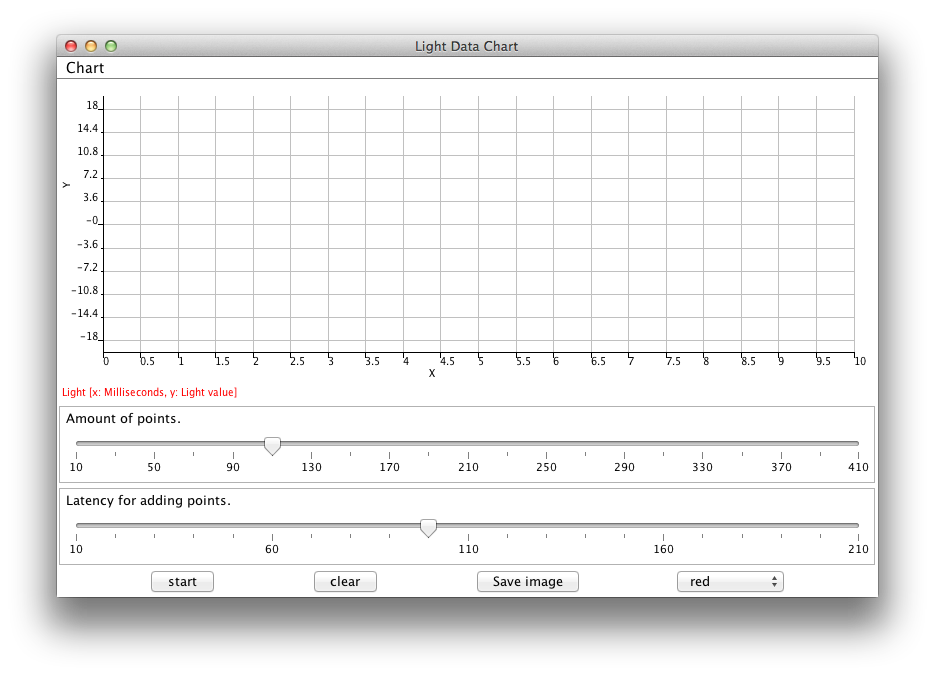 Light Data Chart
Chart
18
14.4
10.8
7.2
Y
3.6
-0
-3.6
-7.2
-10.8
-14.4
-18
0 0.5 1 1.5 2 2.5 3 3.5 4 4.5 5 5.5 6 6.5 7 7.5 8 8.5 9 9.5 10
X
Light [x: Milliseconds, y: Light value]
Amount of points.
10 50 90 130 170 210 250 290 330 370 410
Latency for adding points.
10 60 110 160 210
start clear Save image red